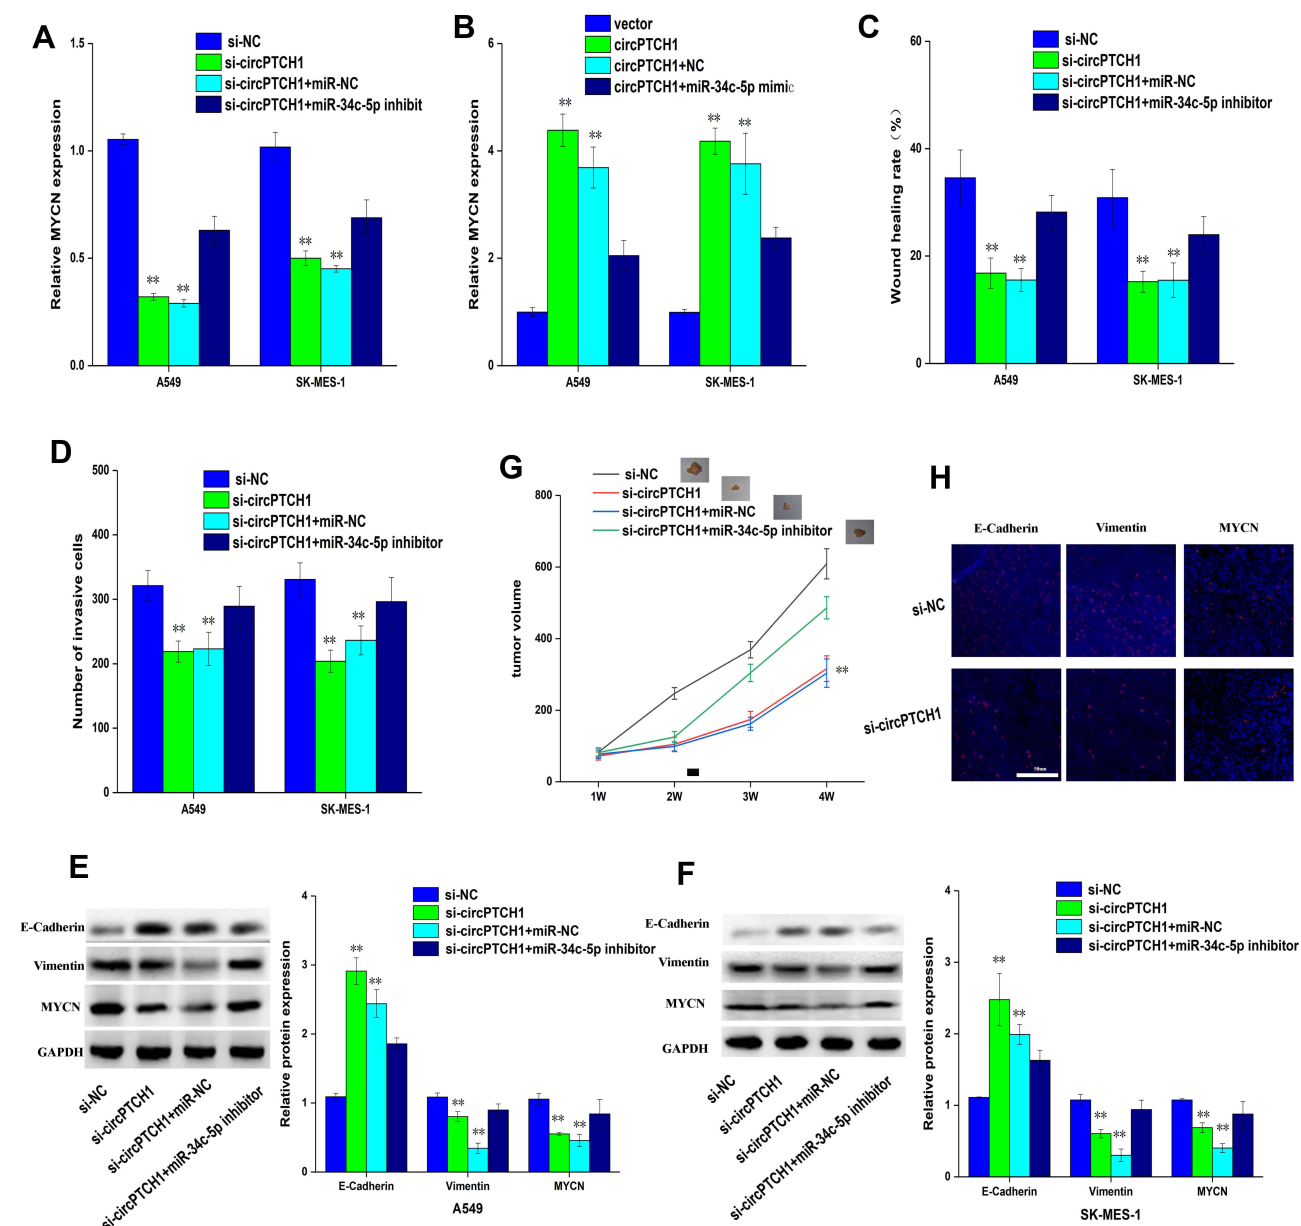 A
1.5
1.0
0.5
0.0
Relative MYCN expression
si-NC
si-circPTCH1
si-circPTCH1+miR-NC
si-circPTCH1+miR-34c-5p inhibit
**
**
**
**
A549
SK-MES-1
B
6
4
2
0
Relative MYCN expression
vector
circPTCH1
circPTCH1+NC
circPTCH1+miR-34c-5p mimic
**
**
**
**
A549
SK-MES-1
C
60
40
20
0
Wound healing rate（%）
si-NC
si-circPTCH1
si-circPTCH1+miR-NC
si-circPTCH1+miR-34c-5p inhibitor
**
**
**
**
A549
SK-MES-1
D
500
400
300
200
100
0
Number of invasive cells
si-NC
si-circPTCH1
si-circPTCH1+miR-NC
si-circPTCH1+miR-34c-5p inhibitor
**
**
**
**
A549
SK-MES-1
G
800
600
400
200
0
tumor volume
si-NC
si-circPTCH1
si-circPTCH1+miR-NC
si-circPTCH1+miR-34c-5p inhibitor
**
1W
2W
3W
4W
H
E-Cadherin
Vimentin
MYCN
si-NC
si-circPTCH1
50um
E
E-Cadherin
Vimentin
MYCN
GAPDH
si-NC
si-circPTCH1
si-circPTCH1+miR-NC
si-circPTCH1+miR-34c-5p inhibitor
4
3
2
1
0
Relative protein expression
si-NC
si-circPTCH1
si-circPTCH1+miR-NC
si-circPTCH1+miR-34c-5p inhibitor
**
**
**
**
**
**
E-Cadherin
Vimentin
MYCN
A549
F
E-Cadherin
Vimentin
MYCN
GAPDH
si-NC
si-circPTCH1
si-circPTCH1+miR-NC
si-circPTCH1+miR-34c-5p inhibitor
4
3
2
1
0
Relative protein expression
si-NC
si-circPTCH1
si-circPTCH1+miR-NC
si-circPTCH1+miR-34c-5p inhibitor
**
**
**
**
**
**
E-Cadherin
Vimentin
MYCN
SK-MES-1